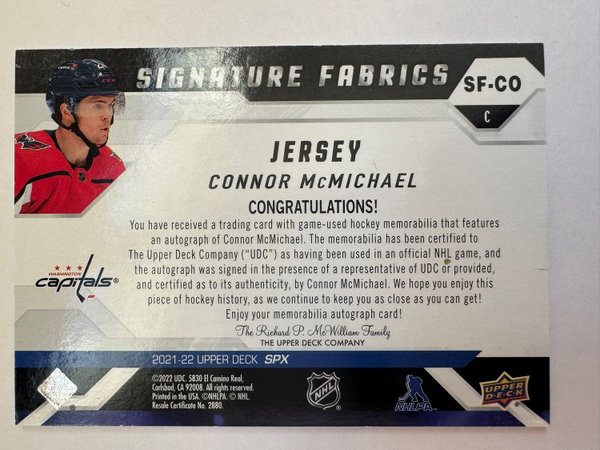 SIGNATURE FABRICS
SF-CO
C
JERSEY
CONNOR McMICHAEL
CONGRATULATIONS!
You have received a trading card with game-used hockey memorabilia that features
an autograph of Connor McMichael. The memorabilia has been certified to
The Upper Deck Company ("UDC") as having been used in an official NHL game, and
the autograph was signed in the presence of a representative of UDC or provided,
and certified as to its authenticity, by Connor McMichael. We hope you enjoy this
piece of hockey history, as we continue to keep you as close as you can get!
Enjoy your memorabilia autograph card!
WASHINGTON
capitals®
The Richard P. McWilliam Family
THE UPPER DECK COMPANY
2021-22 UPPER DECK SPX
©2022 UDC. 5830 El Camino Real,
Carlsbad, CA 92008. All rights reserved.
Printed in the USA. ©NHLPA. © NHL.
Resale Certificate No. 2880.
NHL
NHLPA
UPPER
DECK